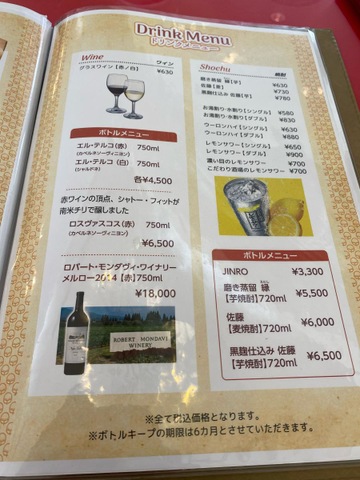 Drink Menu
ドリンクメニュー
Wine ワイン
グラスワイン【赤/白】 ¥630
ボトルメニュー
エル・テルコ(赤) 750ml
(カベルネソーヴィニヨン)
エル・テルコ(白) 750ml
(シャルドネ)
各¥4,500
赤ワインの頂点、シャトー・フィットが
南米チリで醸しました
ロスヴァスコス(赤) 750ml
(カベルネソーヴィニヨン)
¥6,500
ロバート・モンダヴィ・ワイナリー
メルロー2014【赤】750ml
¥18,000
ROBERT MONDAVI
WINERY
Shochu 焼酎
磨き蒸留 縁【芋】 ¥630
佐藤【麦】 ¥730
黒麹仕込み 佐藤【芋】 ¥780
お湯割り・水割り【シングル】 ¥580
お湯割り・水割り【ダブル】 ¥830
ウーロンハイ【シングル】 ¥630
ウーロンハイ【ダブル】 ¥880
レモンサワー【シングル】 ¥650
レモンサワー【ダブル】 ¥900
濃い目のレモンサワー ¥700
こだわり酒場のレモンサワー ¥700
ボトルメニュー
JINRO ¥3,300
磨き蒸留 縁
【芋焼酎】720ml ¥5,500
佐藤
【麦焼酎】720ml ¥6,000
黒麹仕込み 佐藤
【芋焼酎】720ml ¥6,500
※全て税込価格となります。
※ボトルキープの期限は6カ月とさせていただきます。